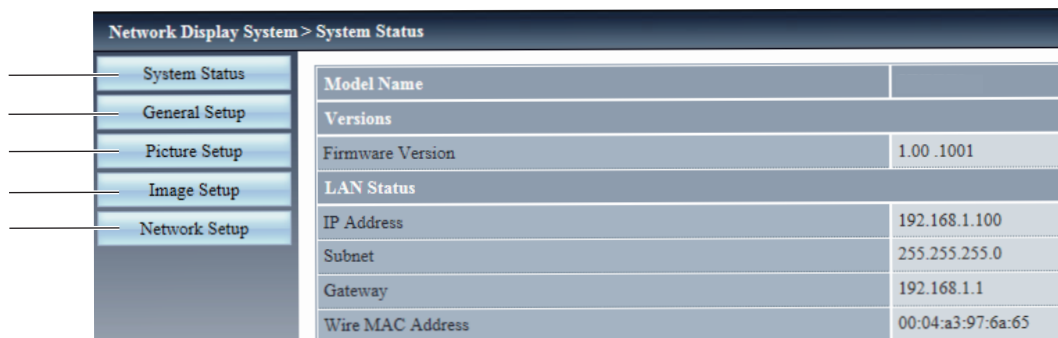 Network Display System > System Status
System Status
General Setup
Picture Setup
Image Setup
Network Setup
Model Name
Versions
Firmware Version 1.00 .1001
LAN Status
IP Address 192.168.1.100
Subnet 255.255.255.0
Gateway 192.168.1.1
Wire MAC Address 00:04:a3:97:6a:65